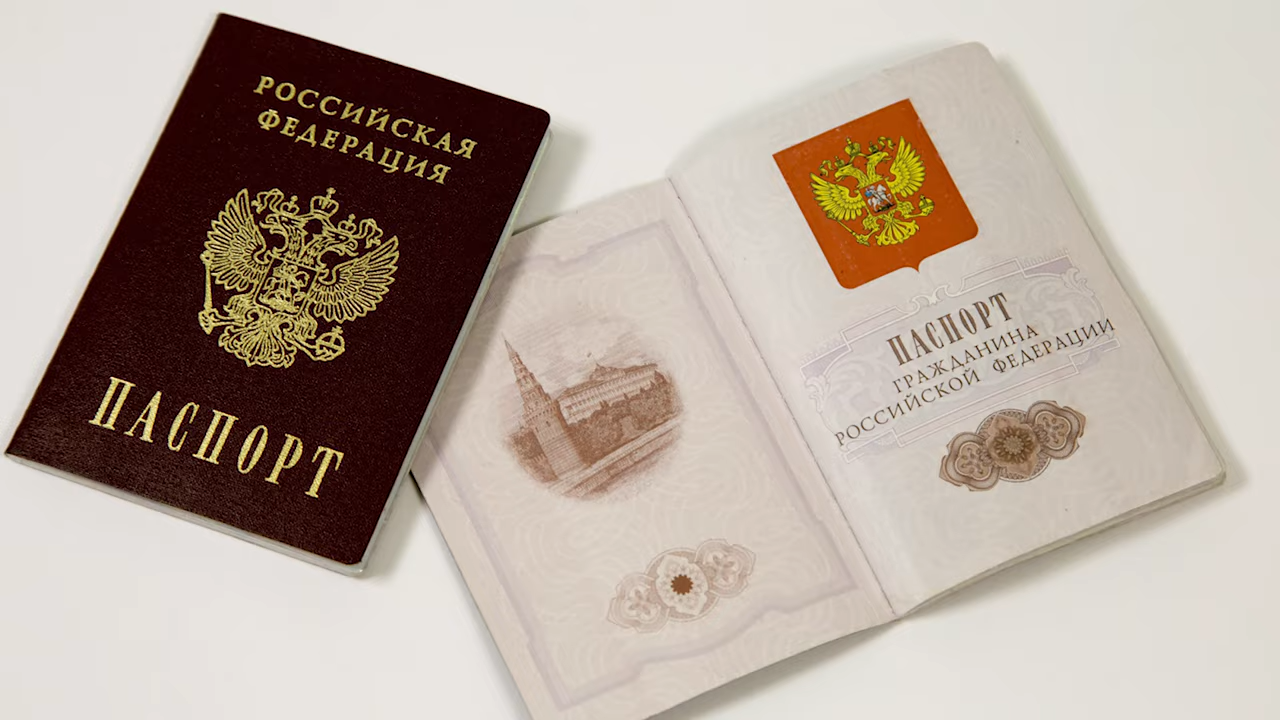 РОССИЙСКАЯ
ФЕДЕРАЦИЯ
ПАСПОРТ
ПАСПОРТ
ГРАЖДАНИНА
РОССИЙСКОЙ ФЕДЕРАЦИИ